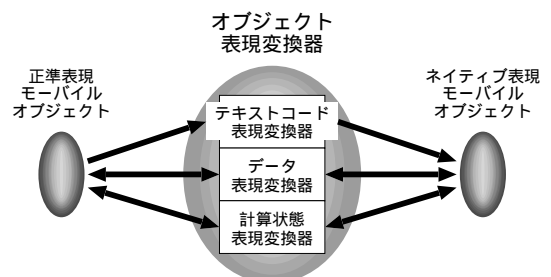 オブジェクト
表現変換器
正準表現
モーバイル
オブジェクト
ネイティブ表現
モーバイル
オブジェクト
テキストコード
表現変換器
データ
表現変換器
計算状態
表現変換器